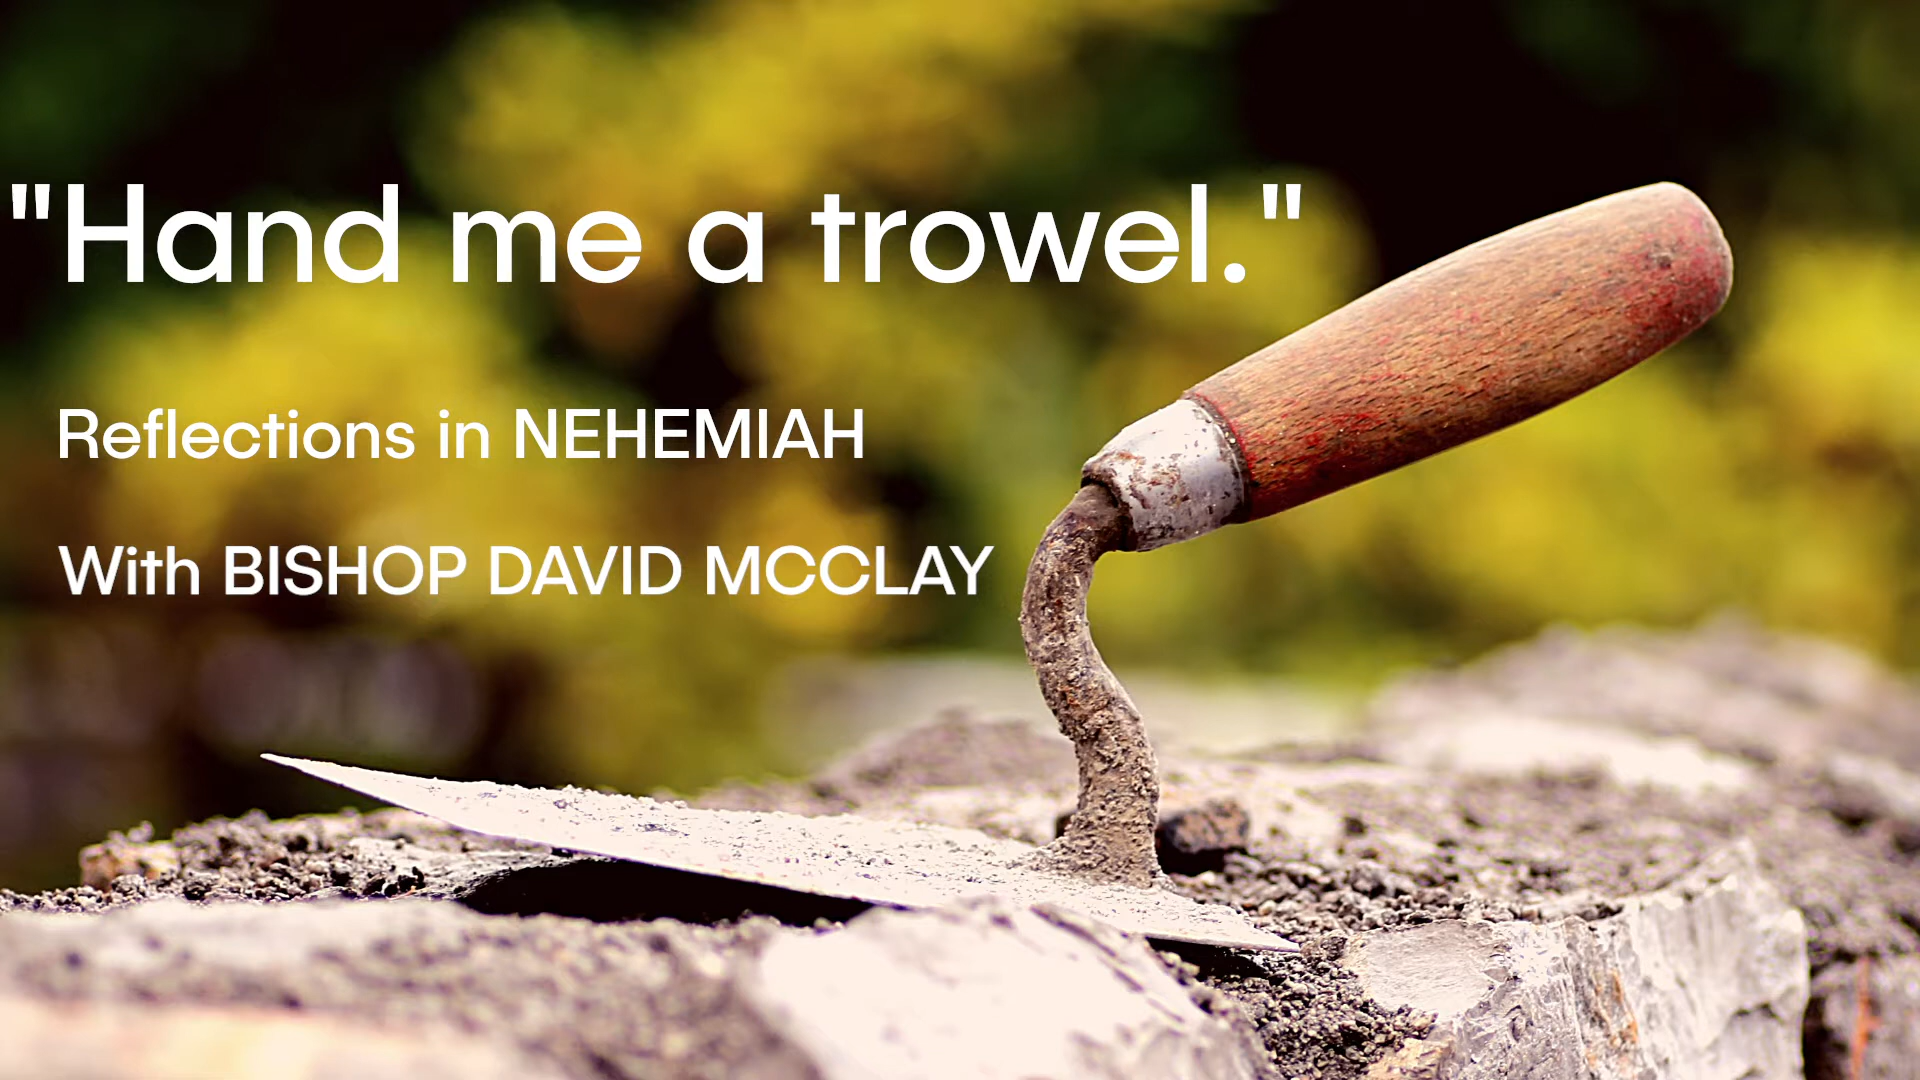 "Hand me a trowel."
Reflections in NEHEMIAH
With BISHOP DAVID MCCLAY